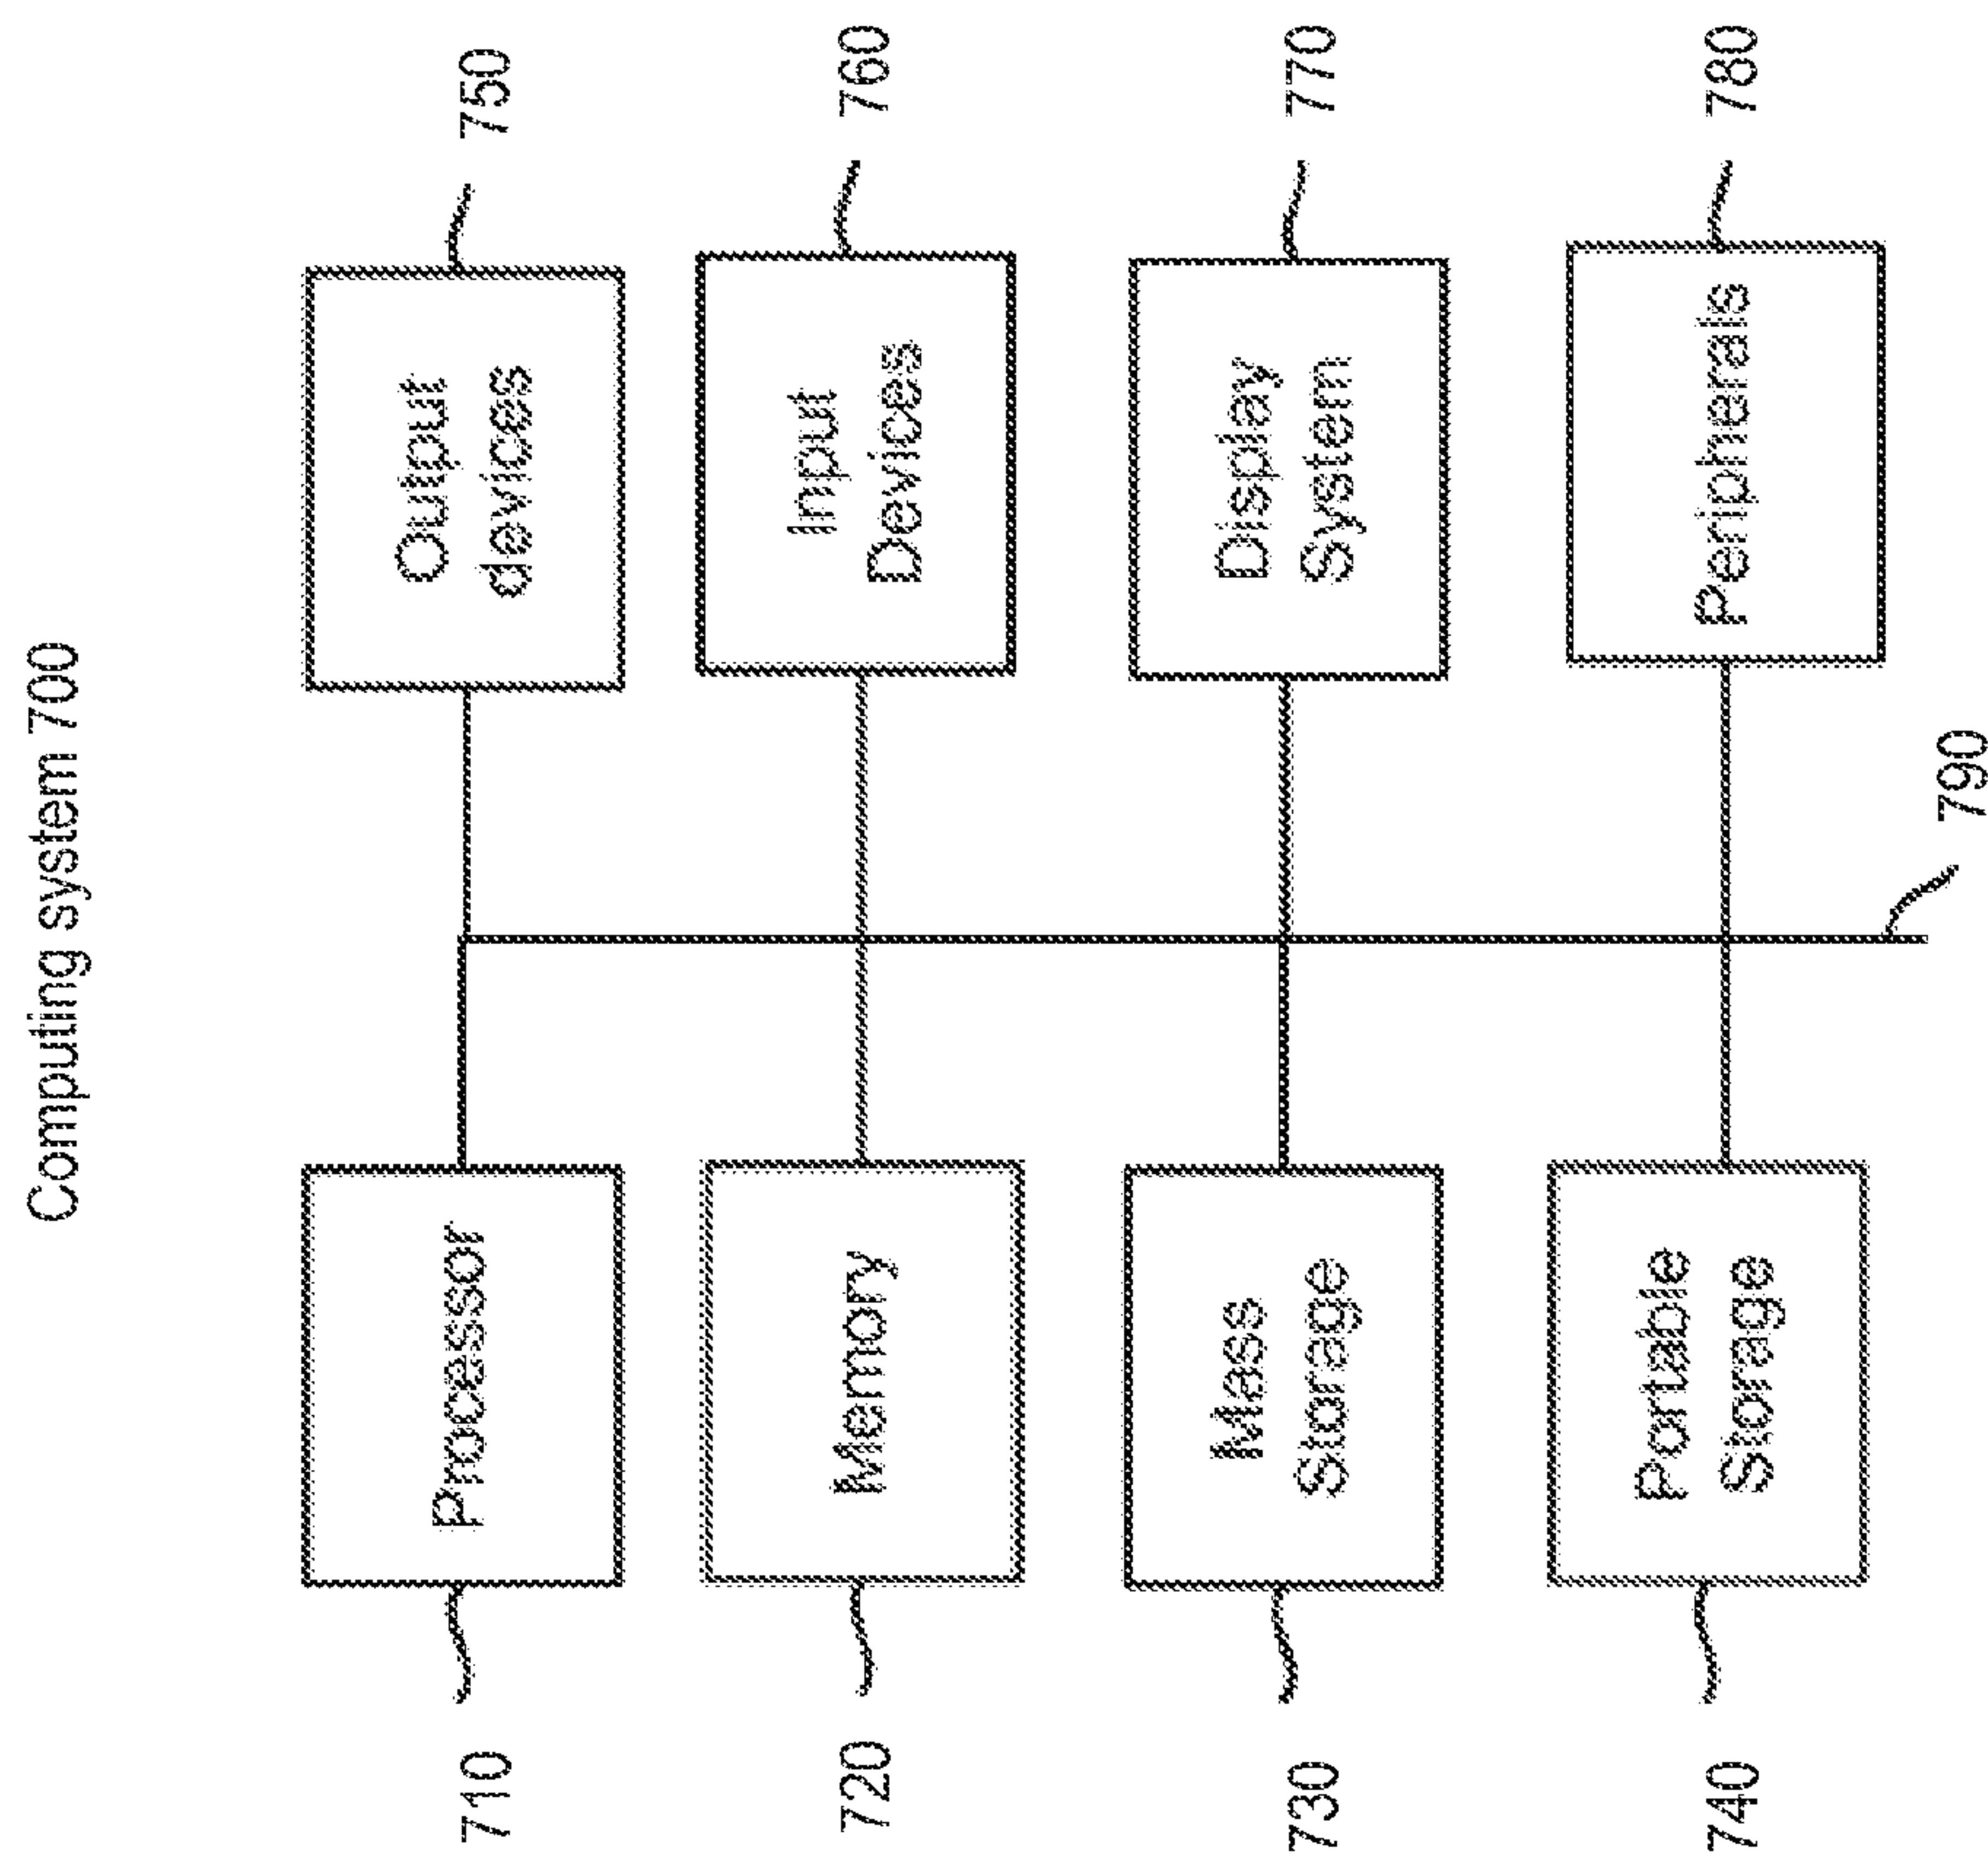 Computing system 700
710
Processor
Output
devices
750
720
Memory
Input
Devices
760
730
Mass
Storage
Display
System
770
740
Portable
Storage
Peripherals
780
790